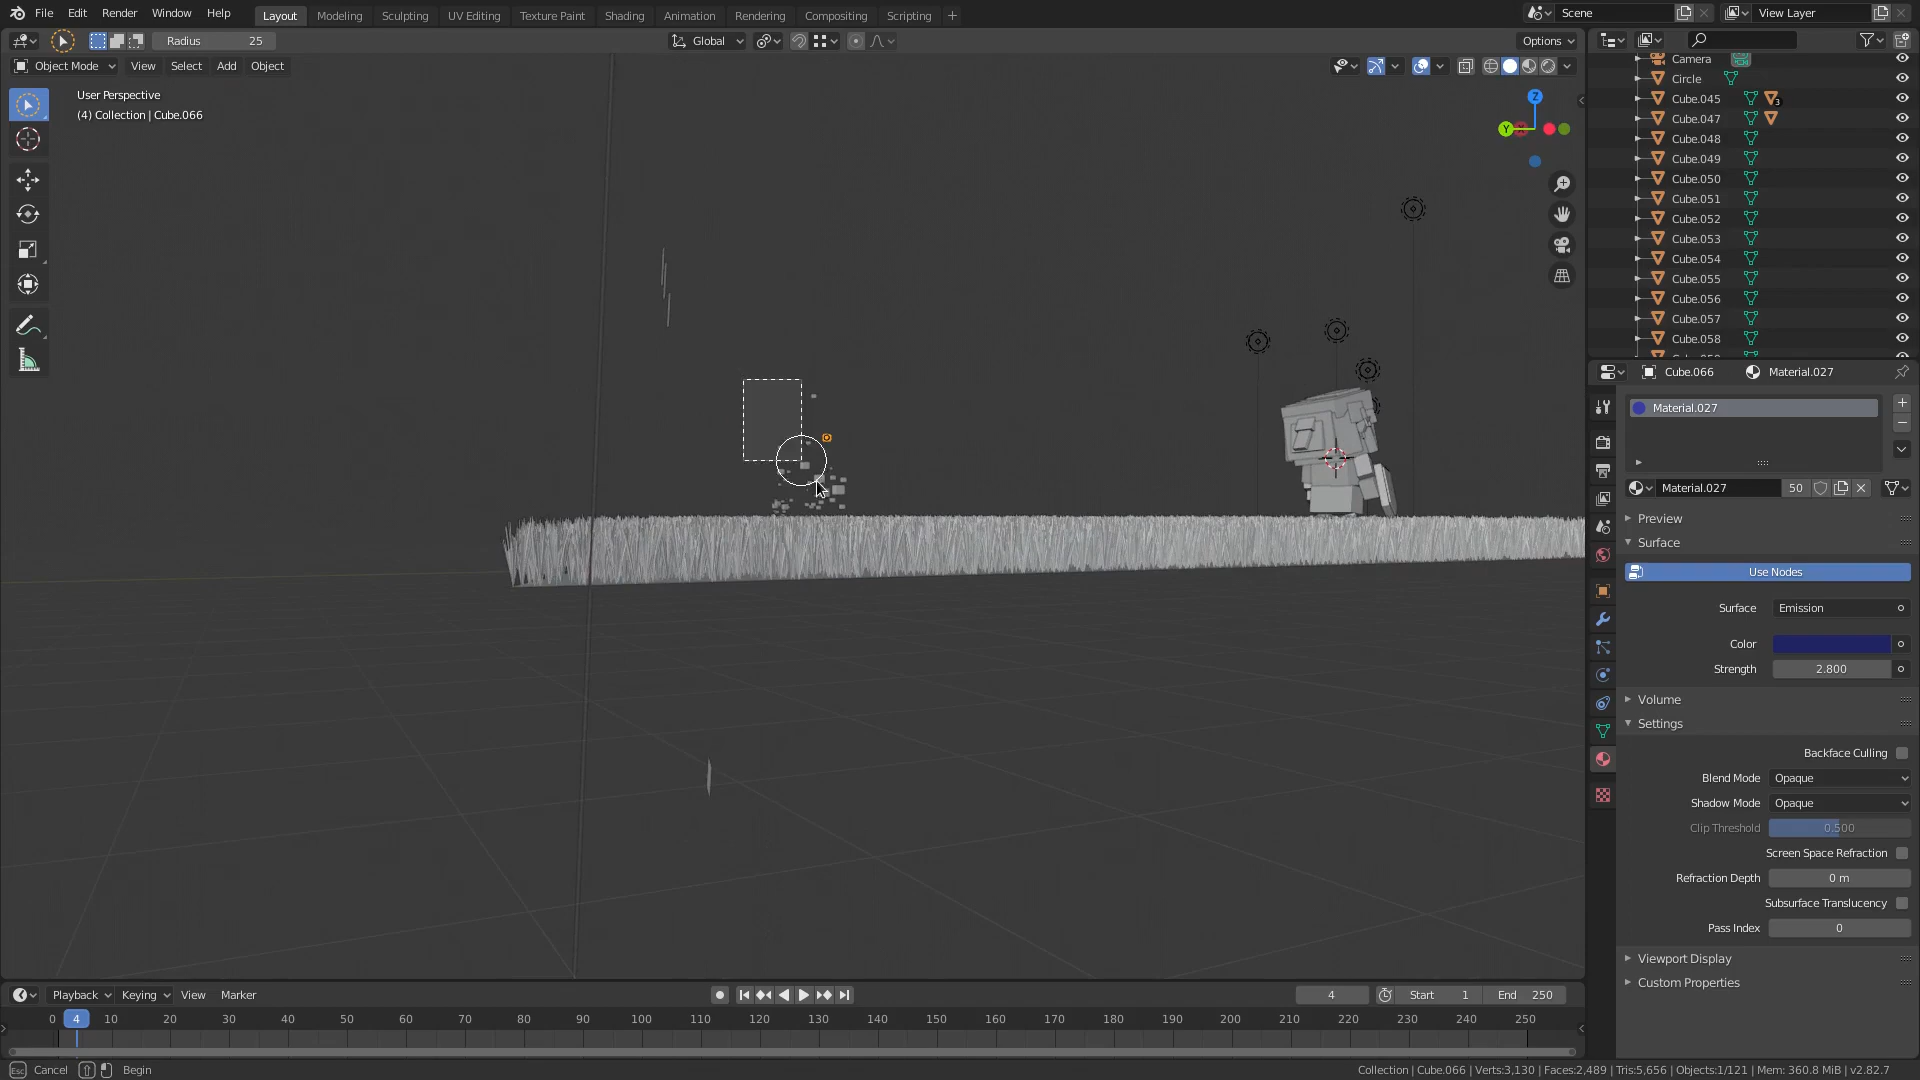 File Edit Render Window Help Layout Modeling Sculpting UV Editing Texture Paint Shading Animation Rendering Compositing Scripting + Scene View Layer
Radius 25 Global Options
Object Mode View Select Add Object
User Perspective
(4) Collection | Cube.066
Z
Y
Camera
Circle
Cube.045 3
Cube.047
Cube.048
Cube.049
Cube.050
Cube.051
Cube.052
Cube.053
Cube.054
Cube.055
Cube.056
Cube.057
Cube.058
Cube.066 Material.027
Material.027
Material.027 50
Preview
Surface
Use Nodes
Surface Emission
Color
Strength 2.800
Volume
Settings
Backface Culling
Blend Mode Opaque
Shadow Mode Opaque
Clip Threshold 0.500
Screen Space Refraction
Refraction Depth 0 m
Subsurface Translucency
Pass Index 0
Viewport Display
Custom Properties
Playback Keying View Marker 4 Start 1 End 250
0 4 10 20 30 40 50 60 70 80 90 100 110 120 130 140 150 160 170 180 190 200 210 220 230 240 250
Esc Cancel Begin Collection | Cube.066 | Verts:3,130 | Faces:2,489 | Tris:5,656 | Objects:1/121 | Mem: 360.8 MiB | v2.82.7